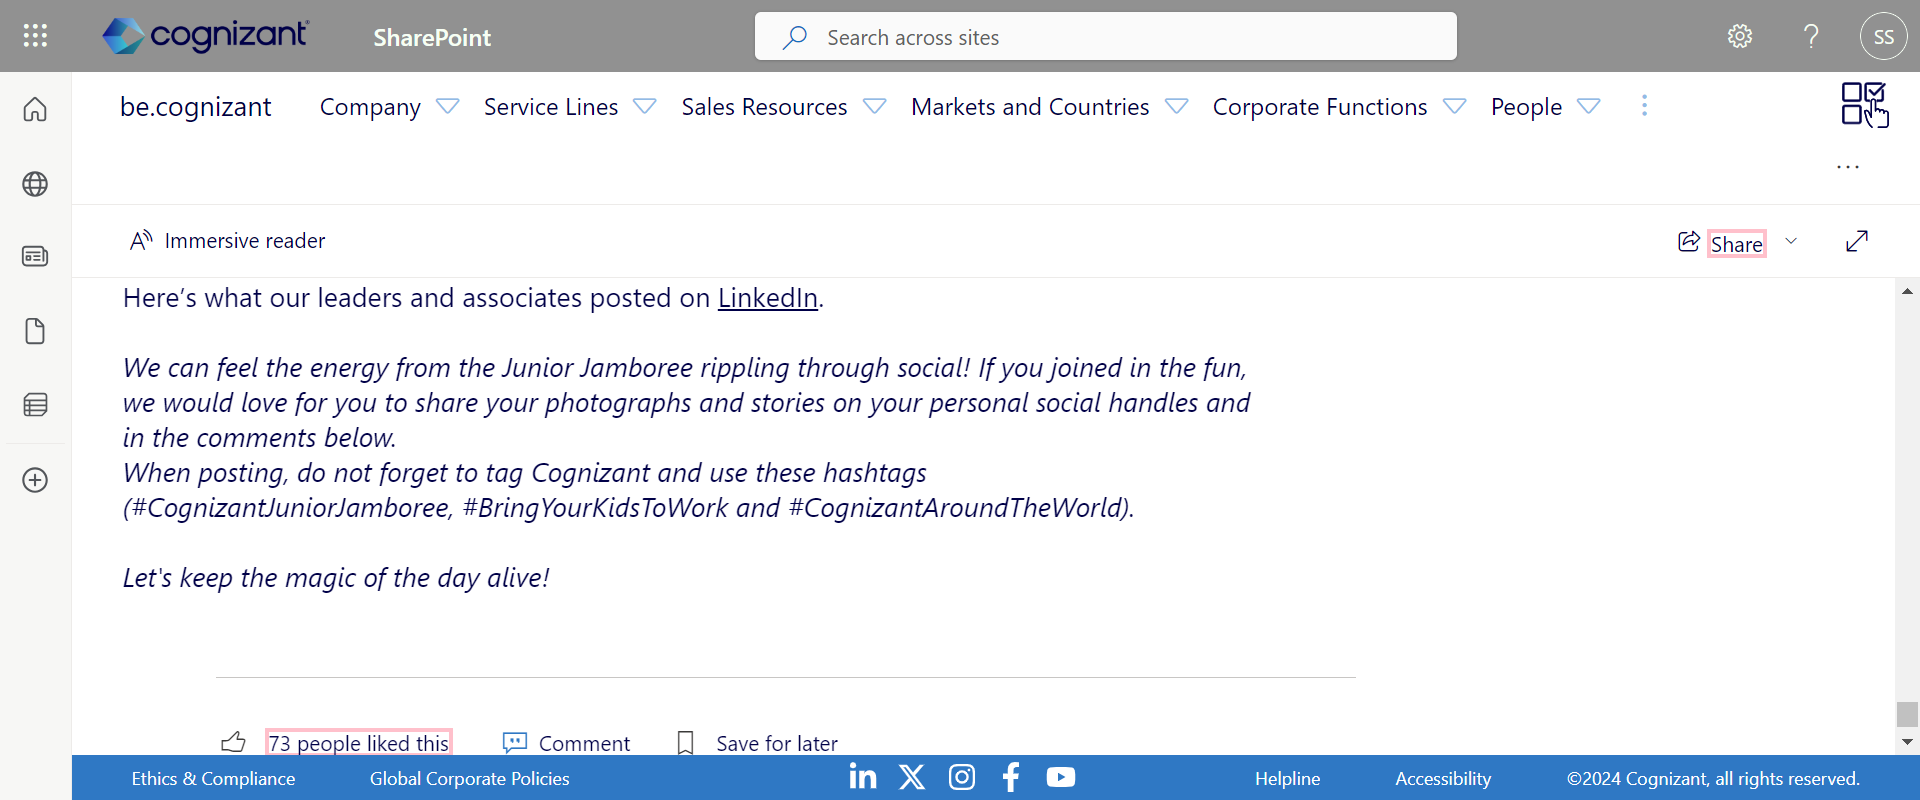 cognizant
SharePoint
Search across sites
SS
be.cognizant
Company
Service Lines
Sales Resources
Markets and Countries
Corporate Functions
People
Immersive reader
Share
Here’s what our leaders and associates posted on LinkedIn.
We can feel the energy from the Junior Jamboree rippling through social! If you joined in the fun,
we would love for you to share your photographs and stories on your personal social handles and
in the comments below.
When posting, do not forget to tag Cognizant and use these hashtags
(#CognizantJuniorJamboree, #BringYourKidsToWork and #CognizantAroundTheWorld).
Let's keep the magic of the day alive!
73 people liked this
Comment
Save for later
Ethics & Compliance
Global Corporate Policies
Helpline
Accessibility
©2024 Cognizant, all rights reserved.